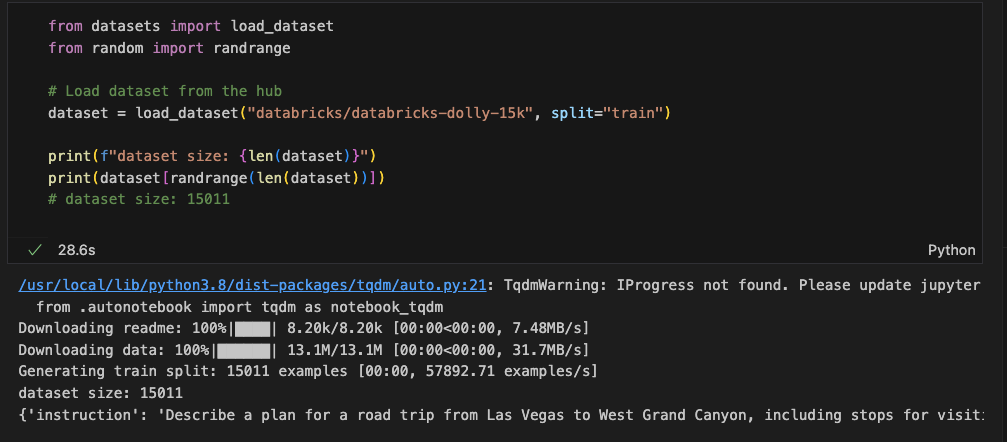 from datasets import load_dataset
from random import randrange
# Load dataset from the hub
dataset = load_dataset("databricks/databricks-dolly-15k", split="train")
print(f"dataset size: {len(dataset)}")
print(dataset[randrange(len(dataset))])
# dataset size: 15011
28.6s
Python
/usr/local/lib/python3.8/dist-packages/tqdm/auto.py:21: TqdmWarning: IProgress not found. Please update jupyter
from .autonotebook import tqdm as notebook_tqdm
Downloading readme: 100%|████| 8.20k/8.20k [00:00<00:00, 7.48MB/s]
Downloading data: 100%|██████| 13.1M/13.1M [00:00<00:00, 31.7MB/s]
Generating train split: 15011 examples [00:00, 57892.71 examples/s]
dataset size: 15011
{'instruction': 'Describe a plan for a road trip from Las Vegas to West Grand Canyon, including stops for visiti